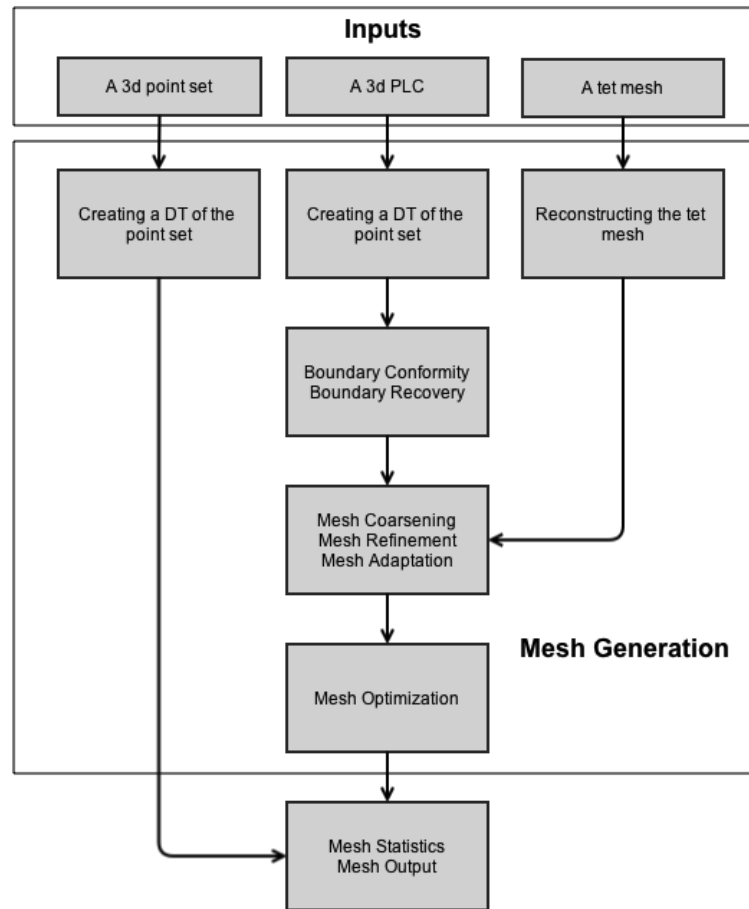 Inputs
A 3d point set
A 3d PLC
A tet mesh
Creating a DT of the
point set
Creating a DT of the
point set
Reconstructing the tet
mesh
Boundary Conformity
Boundary Recovery
Mesh Coarsening
Mesh Refinement
Mesh Adaptation
Mesh Generation
Mesh Optimization
Mesh Statistics
Mesh Output